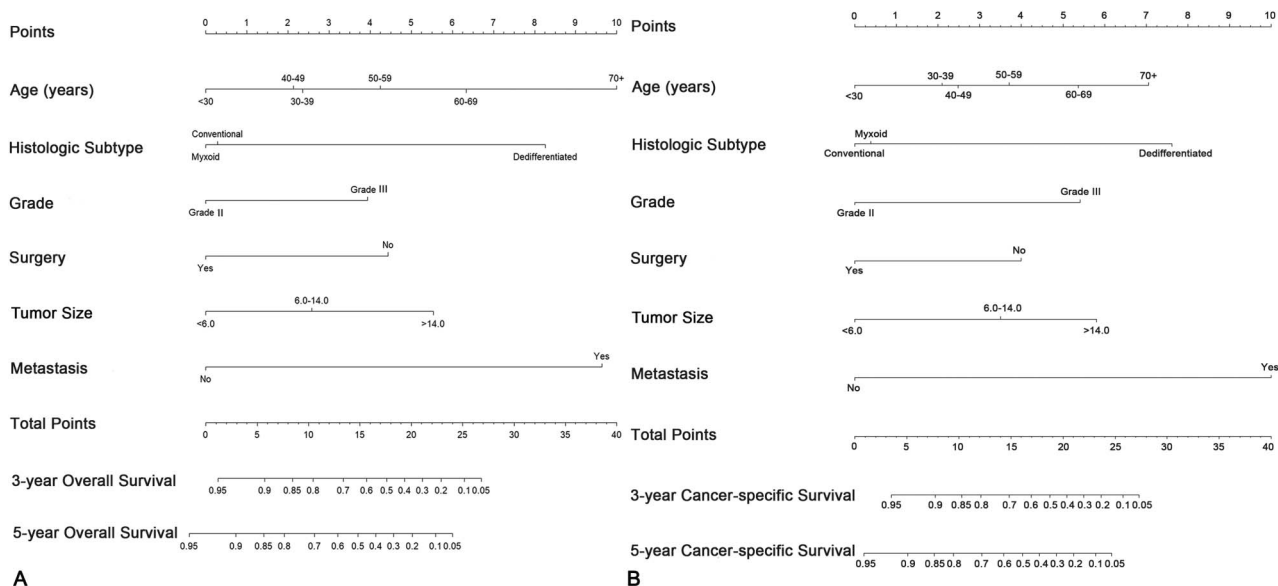 Points
0 1 2 3 4 5 6 7 8 9 10
Age (years)
40-49 50-59 70+
<30 30-39 60-69
Histologic Subtype
Conventional
Myxoid Dedifferentiated
Grade
Grade III
Grade II
Surgery
No
Yes
Tumor Size
6.0-14.0
<6.0 >14.0
Metastasis
Yes
No
Total Points
0 5 10 15 20 25 30 35 40
3-year Overall Survival
0.95 0.9 0.85 0.8 0.7 0.6 0.5 0.4 0.3 0.2 0.1 0.05
5-year Overall Survival
0.95 0.9 0.85 0.8 0.7 0.6 0.5 0.4 0.3 0.2 0.1 0.05
A
Points
0 1 2 3 4 5 6 7 8 9 10
Age (years)
30-39 50-59 70+
<30 40-49 60-69
Histologic Subtype
Myxoid
Conventional Dedifferentiated
Grade
Grade III
Grade II
Surgery
No
Yes
Tumor Size
6.0-14.0
<6.0 >14.0
Metastasis
Yes
No
Total Points
0 5 10 15 20 25 30 35 40
3-year Cancer-specific Survival
0.95 0.9 0.85 0.8 0.7 0.6 0.5 0.4 0.3 0.2 0.1 0.05
5-year Cancer-specific Survival
0.95 0.9 0.85 0.8 0.7 0.6 0.5 0.4 0.3 0.2 0.1 0.05
B